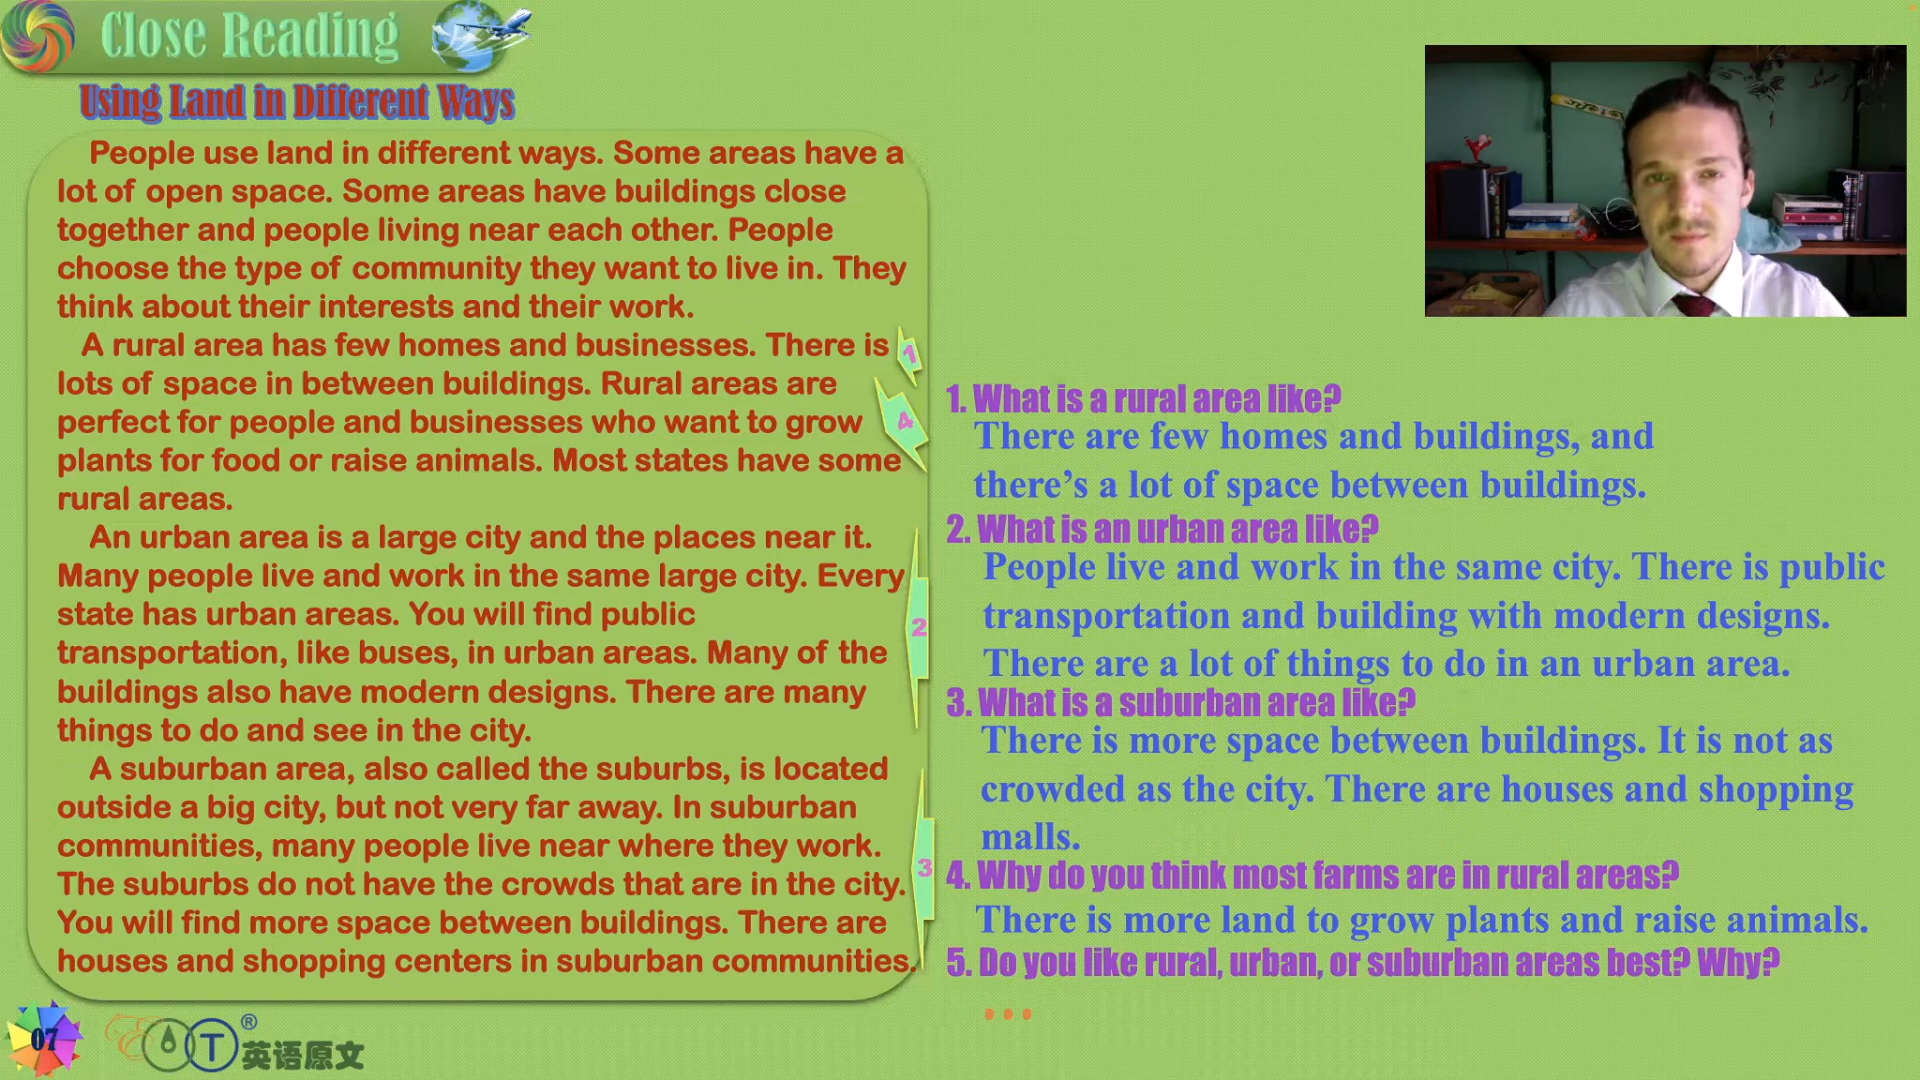 Close Reading
Using Land in Different Ways
People use land in different ways. Some areas have a
lot of open space. Some areas have buildings close
together and people living near each other. People
choose the type of community they want to live in. They
think about their interests and their work.
A rural area has few homes and businesses. There is
lots of space in between buildings. Rural areas are
perfect for people and businesses who want to grow
plants for food or raise animals. Most states have some
rural areas.
An urban area is a large city and the places near it.
Many people live and work in the same large city. Every
state has urban areas. You will find public
transportation, like buses, in urban areas. Many of the
buildings also have modern designs. There are many
things to do and see in the city.
A suburban area, also called the suburbs, is located
outside a big city, but not very far away. In suburban
communities, many people live near where they work.
The suburbs do not have the crowds that are in the city.
You will find more space between buildings. There are
houses and shopping centers in suburban communities.
1
4
2
3
1. What is a rural area like?
There are few homes and buildings, and
there’s a lot of space between buildings.
2. What is an urban area like?
People live and work in the same city. There is public
transportation and building with modern designs.
There are a lot of things to do in an urban area.
3. What is a suburban area like?
There is more space between buildings. It is not as
crowded as the city. There are houses and shopping
malls.
4. Why do you think most farms are in rural areas?
There is more land to grow plants and raise animals.
5. Do you like rural, urban, or suburban areas best? Why?
...
07
T ® 英语原文